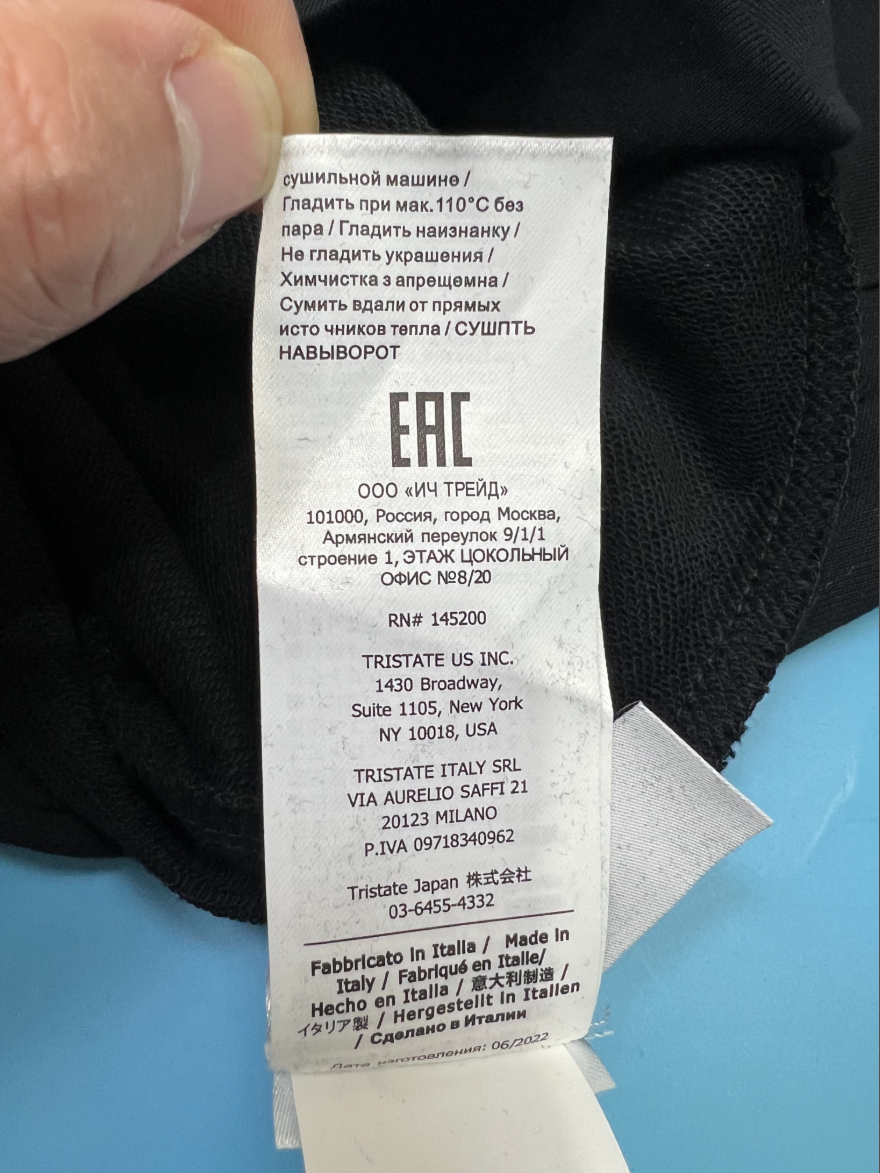 сушильной машине /
Гладить при мак.110°C без
пара / Гладить наизнанку /
Не гладить украшения /
Химчистка з апрещемна /
Сумить вдали от прямых
исто чников тепла / СУШПТЬ
НАВЫВОРОТ
EAC
ООО «ИЧ ТРЕЙД»
101000, Россия, город Москва,
Армянский переулок 9/1/1
строение 1, ЭТАЖ ЦОКОЛЬНЫЙ
ОФИС №8/20
RN# 145200
TRISTATE US INC.
1430 Broadway,
Suite 1105, New York
NY 10018, USA
TRISTATE ITALY SRL
VIA AURELIO SAFFI 21
20123 MILANO
P.IVA 09718340962
Tristate Japan 株式会社
03-6455-4332
Fabbricato in Italia / Made in
Italy / Fabriqué en Italie/
Hecho en Italia / 意大利制造 /
イタリア製 / Hergestellt in Italien
/ Сделано в Италии
Дата изготовления: 06/2022